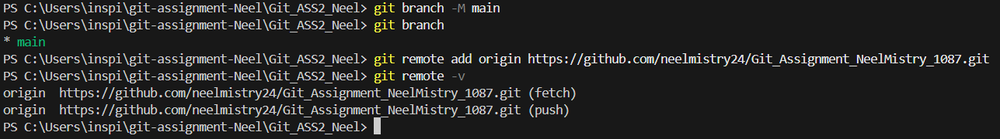 PS C:\Users\inspi\git-assignment-Neel\Git_ASS2_Neel> git branch -M main
PS C:\Users\inspi\git-assignment-Neel\Git_ASS2_Neel> git branch
* main
PS C:\Users\inspi\git-assignment-Neel\Git_ASS2_Neel> git remote add origin https://github.com/neelmistry24/Git_Assignment_NeelMistry_1087.git
PS C:\Users\inspi\git-assignment-Neel\Git_ASS2_Neel> git remote -v
origin  https://github.com/neelmistry24/Git_Assignment_NeelMistry_1087.git (fetch)
origin  https://github.com/neelmistry24/Git_Assignment_NeelMistry_1087.git (push)
PS C:\Users\inspi\git-assignment-Neel\Git_ASS2_Neel>